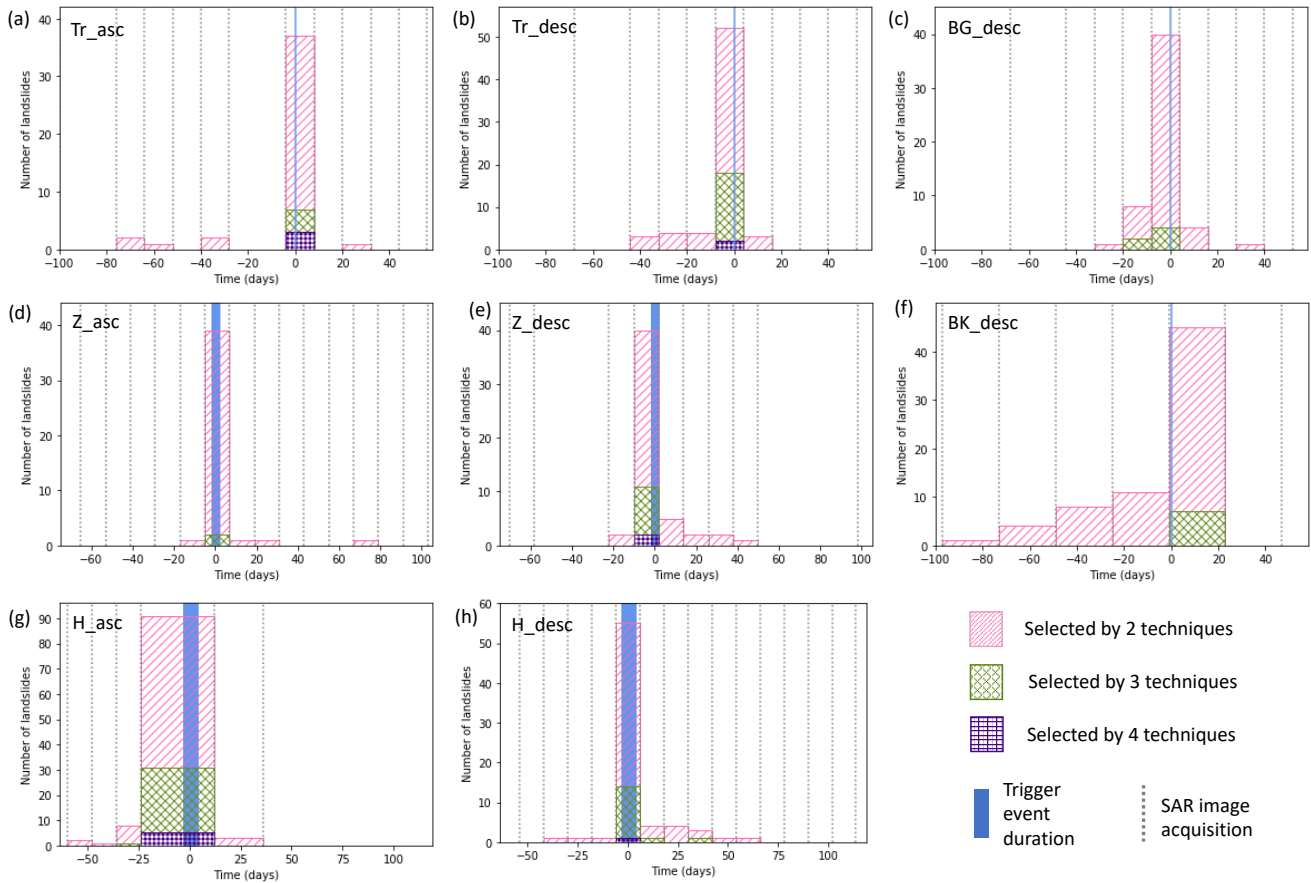 (a)
Tr_asc
Number of landslides
40
30
20
10
0
−100
−80
−60
−40
−20
0
20
40
Time (days)
(b)
Tr_desc
Number of landslides
50
40
30
20
10
0
−100
−80
−60
−40
−20
0
20
40
Time (days)
(c)
BG_desc
Number of landslides
40
30
20
10
0
−100
−80
−60
−40
−20
0
20
40
Time (days)
(d)
Z_asc
Number of landslides
40
30
20
10
0
−60
−40
−20
0
20
40
60
80
100
Time (days)
(e)
Z_desc
Number of landslides
40
30
20
10
0
−60
−40
−20
0
20
40
60
80
100
Time (days)
(f)
BK_desc
Number of landslides
40
30
20
10
0
−100
−80
−60
−40
−20
0
20
40
Time (days)
(g)
H_asc
Number of landslides
90
80
70
60
50
40
30
20
10
0
−50
−25
0
25
50
75
100
Time (days)
(h)
H_desc
Number of landslides
60
50
40
30
20
10
0
−50
−25
0
25
50
75
100
Time (days)
Selected by 2 techniques
Selected by 3 techniques
Selected by 4 techniques
Trigger
event
duration
SAR image
acquisition